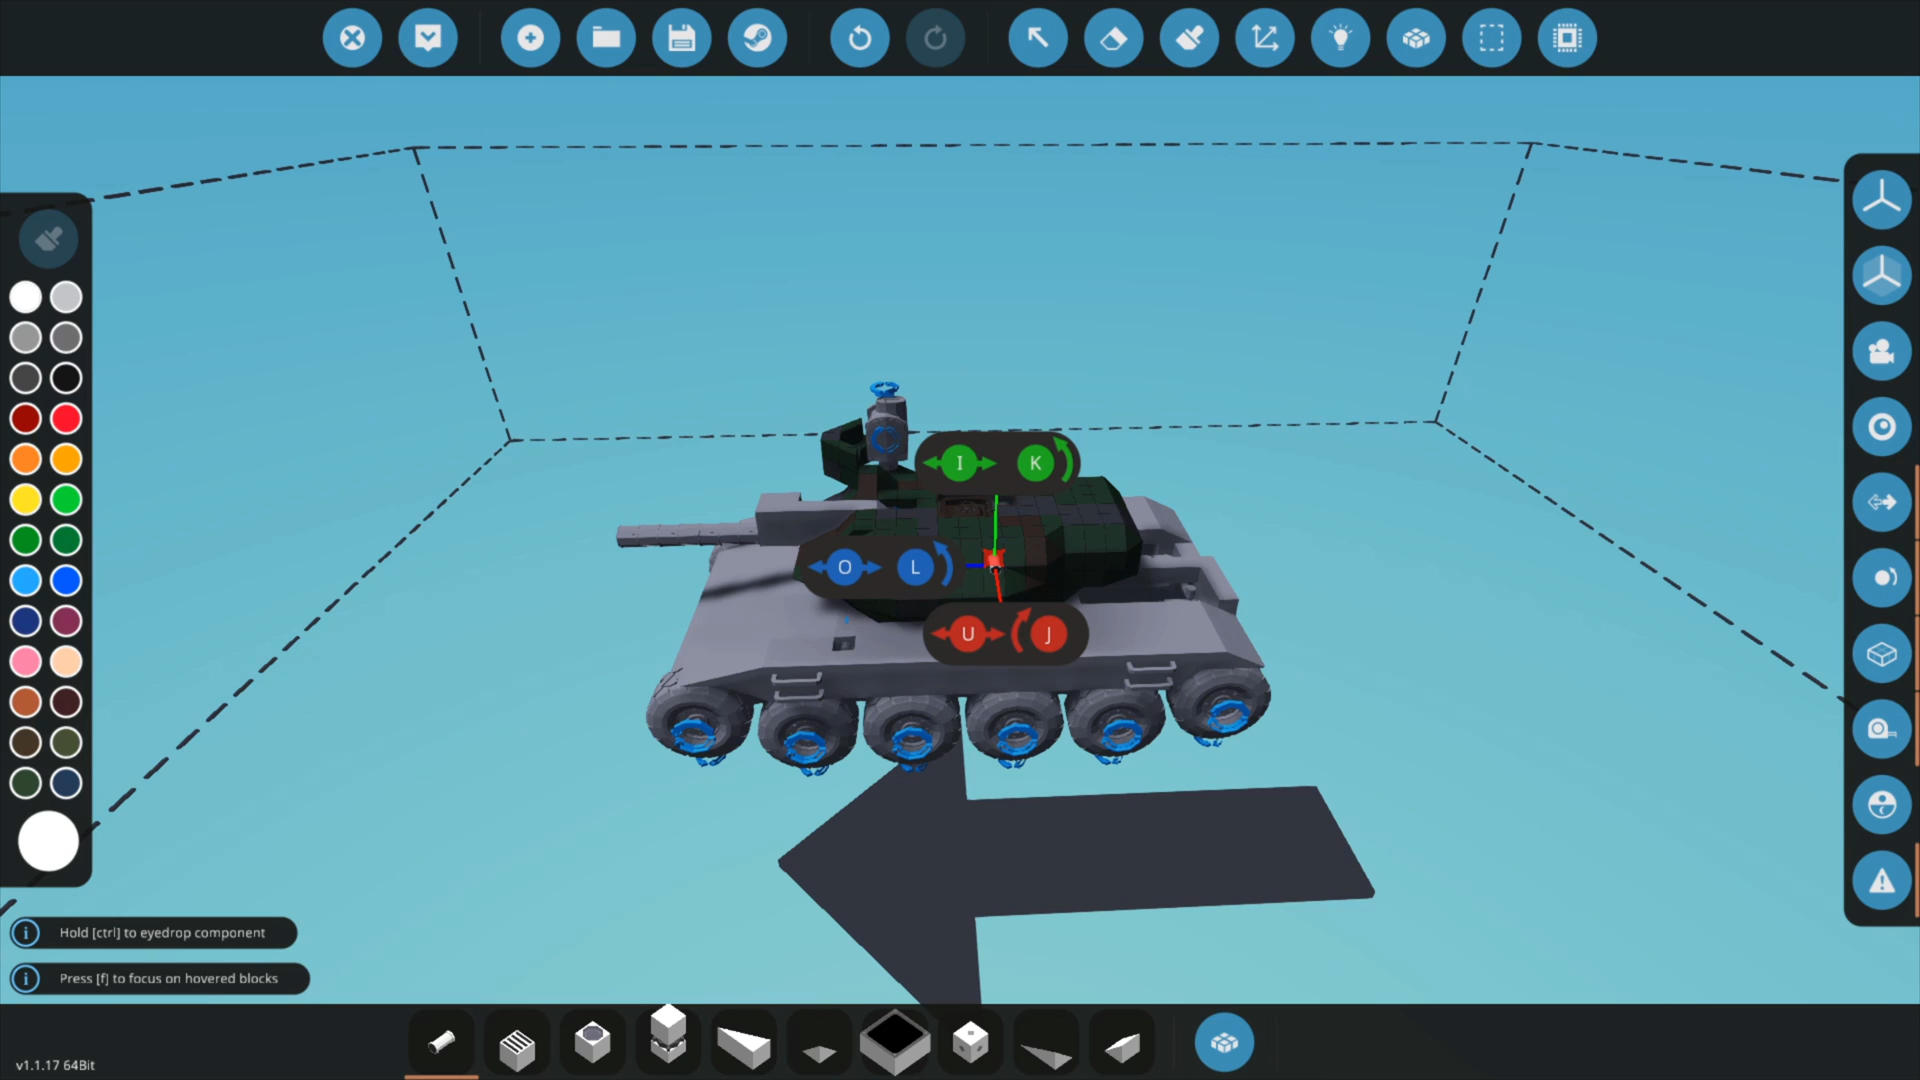 I
K
O
L
U
J
Hold [ctrl] to eyedrop component
Press [f] to focus on hovered blocks
v1.1.17 64Bit